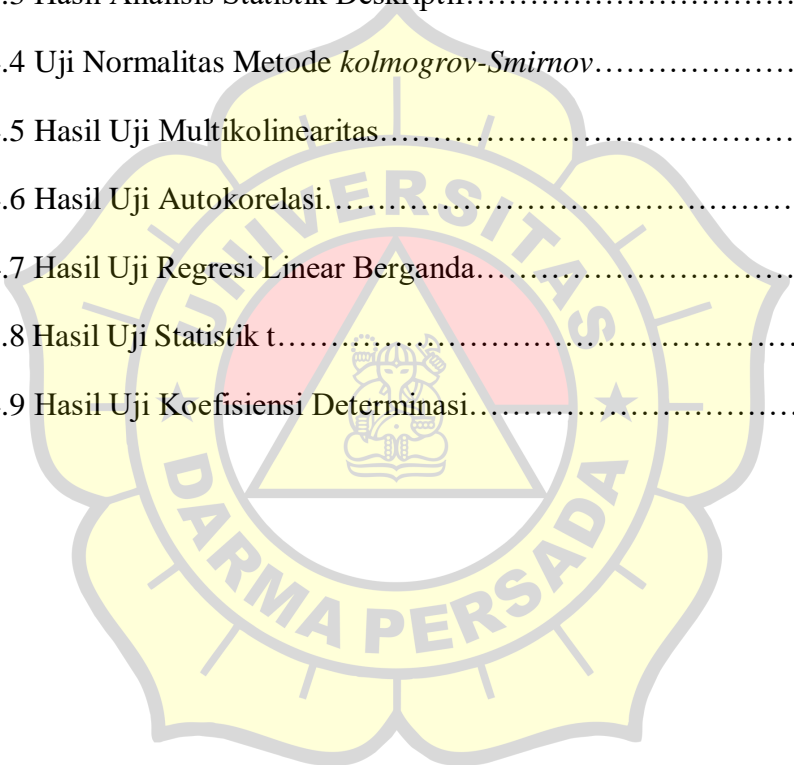 .3 Hasil Analisis Statistik Deskriptif……………………………
.4 Uji Normalitas Metode kolmogrov-Smirnov…………………
.5 Hasil Uji Multikolinearitas……………………………………
.6 Hasil Uji Autokorelasi…………………………………………
.7 Hasil Uji Regresi Linear Berganda……………………………
.8 Hasil Uji Statistik t……………………………………………
.9 Hasil Uji Koefisiensi Determinasi……………………………
UNIVERSITAS
DARMA PERSADA